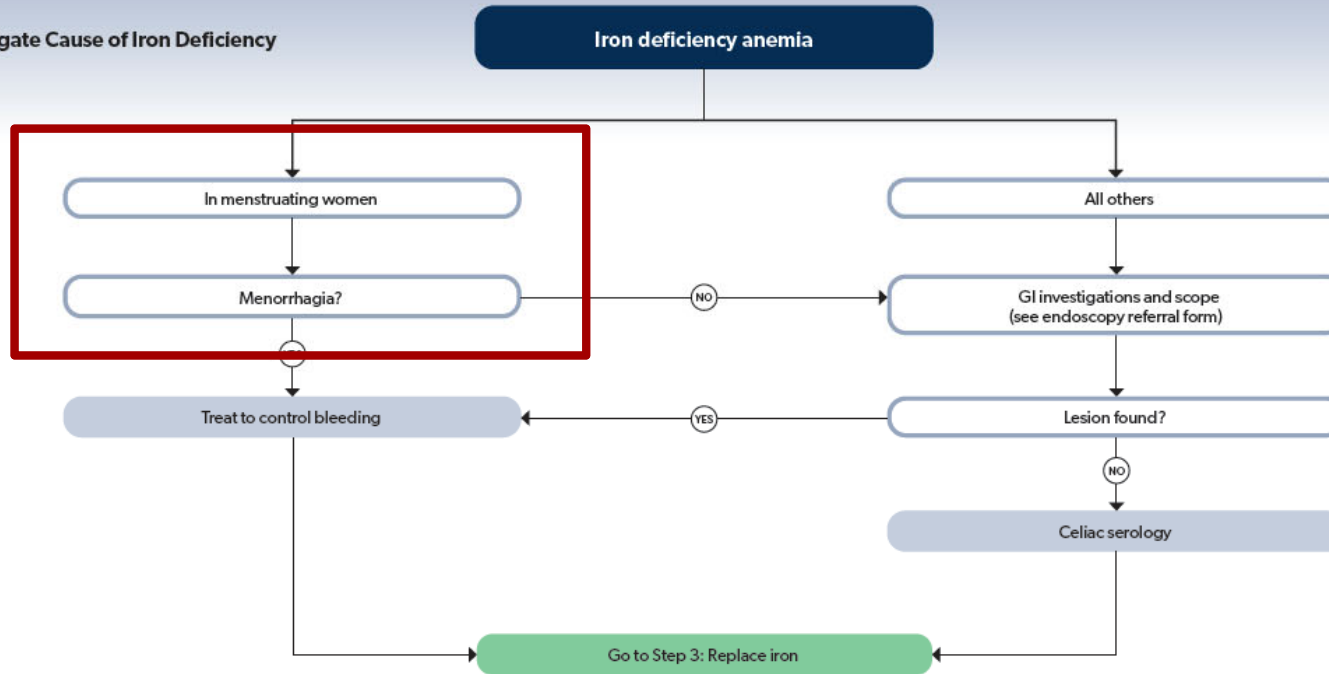 gate Cause of Iron Deficiency
Iron deficiency anemia
In menstruating women
All others
Menorrhagia?
NO
GI investigations and scope
(see endoscopy referral form)
Treat to control bleeding
YES
Lesion found?
NO
Celiac serology
Go to Step 3: Replace iron